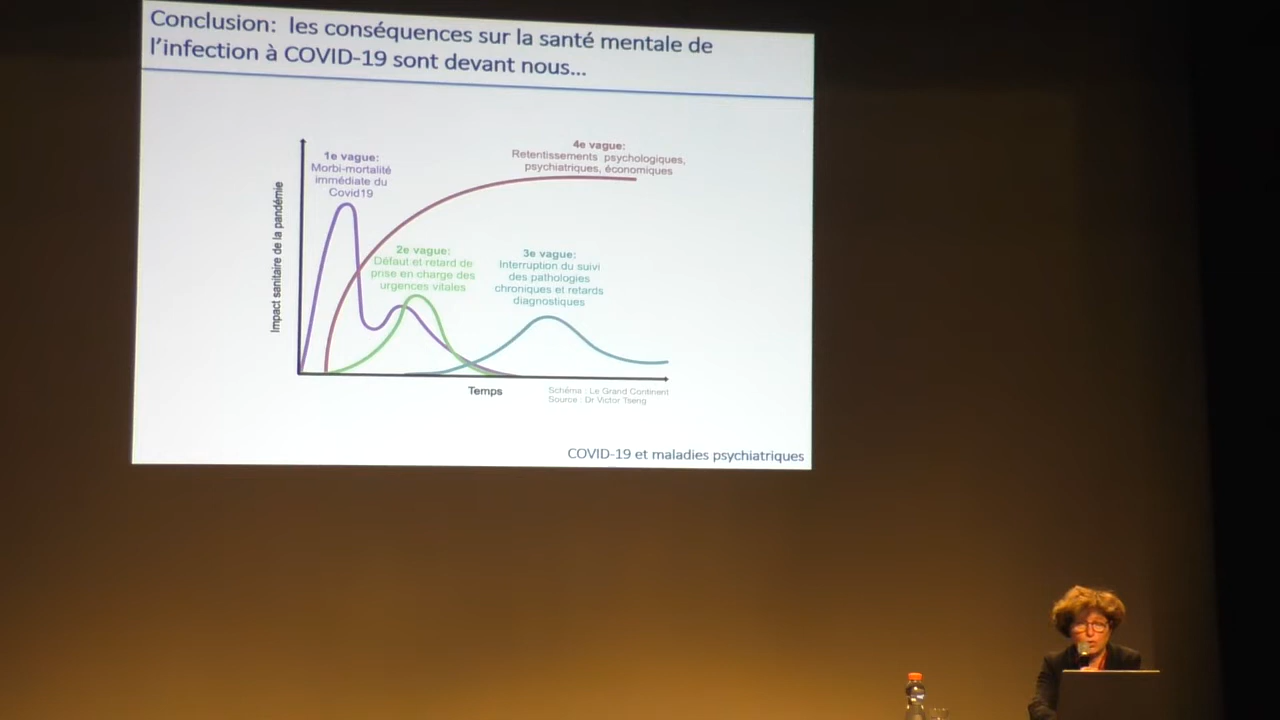 Conclusion: les conséquences sur la santé mentale de
l'infection à COVID-19 sont devant nous...
1e vague:
Morbi-mortalité
immédiate du
Covid19
4e vague:
Retentissements psychologiques,
psychiatriques, économiques
2e vague:
Défaut et retard de
prise en charge des
urgences vitales
3e vague:
Interruption du suivi
des pathologies
chroniques et retards
diagnostiques
Impact sanitaire de la pandémie
Temps
Schéma : Le Grand Continent
Source : Dr Victor Tseng
COVID-19 et maladies psychiatriques